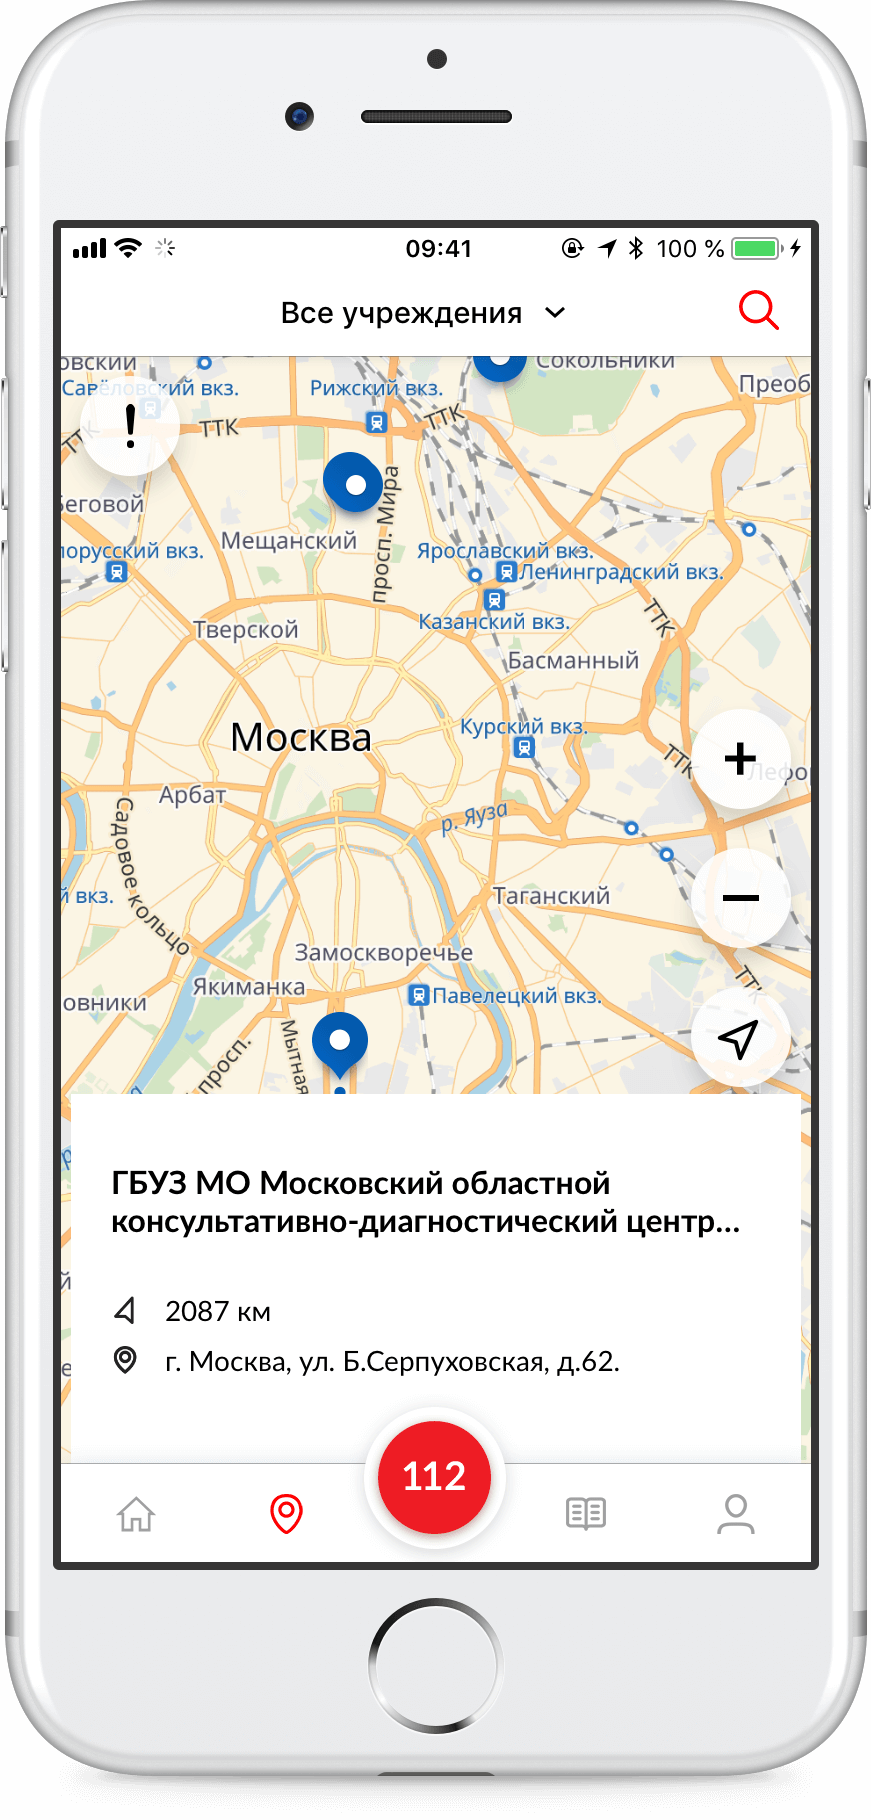 09:41
100 %
Все учреждения
овский
Сокольники
Савёловский вкз.
Рижский вкз.
Преоб
ТТК
ТТК
ТТК
Беговой
просп. Мира
Мещанский
лорусский вкз.
Ярославский вкз.
Ленинградский вкз.
Казанский вкз.
ТТК
Тверской
Басманный
Москва
Курский вкз.
ТТК
Лефо
Арбат
р. Яуза
Садовое кольцо
й вкз.
Таганский
Замоскворечье
Якиманка
Павелецкий вкз.
овники
Мытная
просп.
ГБУЗ МО Московский областной
консультативно-диагностический центр...
2087 км
г. Москва, ул. Б.Серпуховская, д.62.
112